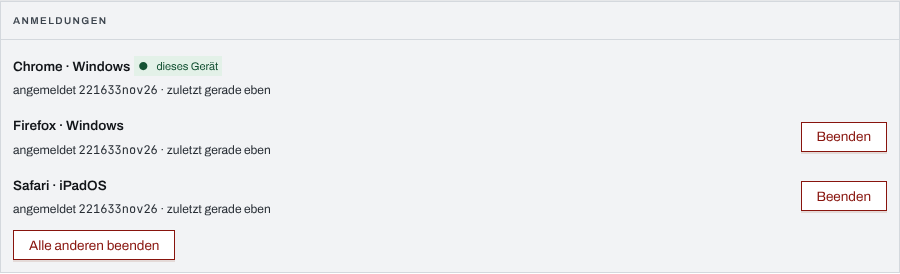 ANMELDUNGEN
Chrome · Windows dieses Gerät
angemeldet 221633nov26 · zuletzt gerade eben
Firefox · Windows
angemeldet 221633nov26 · zuletzt gerade eben
Beenden
Safari · iPadOS
angemeldet 221633nov26 · zuletzt gerade eben
Beenden
Alle anderen beenden